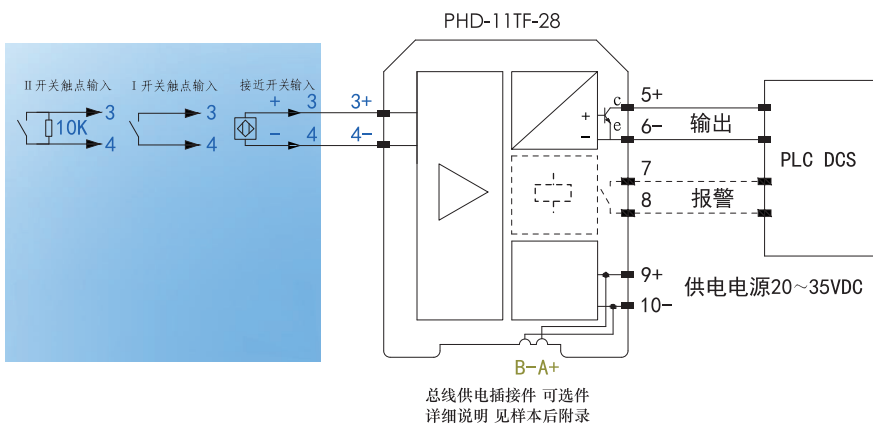 PHD-11TF-28
Ⅱ开关触点输入 Ⅰ开关触点输入 接近开关输入
3 3 + 3 3+
10K
4 4 - 4 4-
c 5+
+
输出
- e 6-
PLC DCS
7
报警
8
9+
供电电源20~35VDC
10-
B-A+
总线供电插接件 可选件
详细说明 见样本后附录